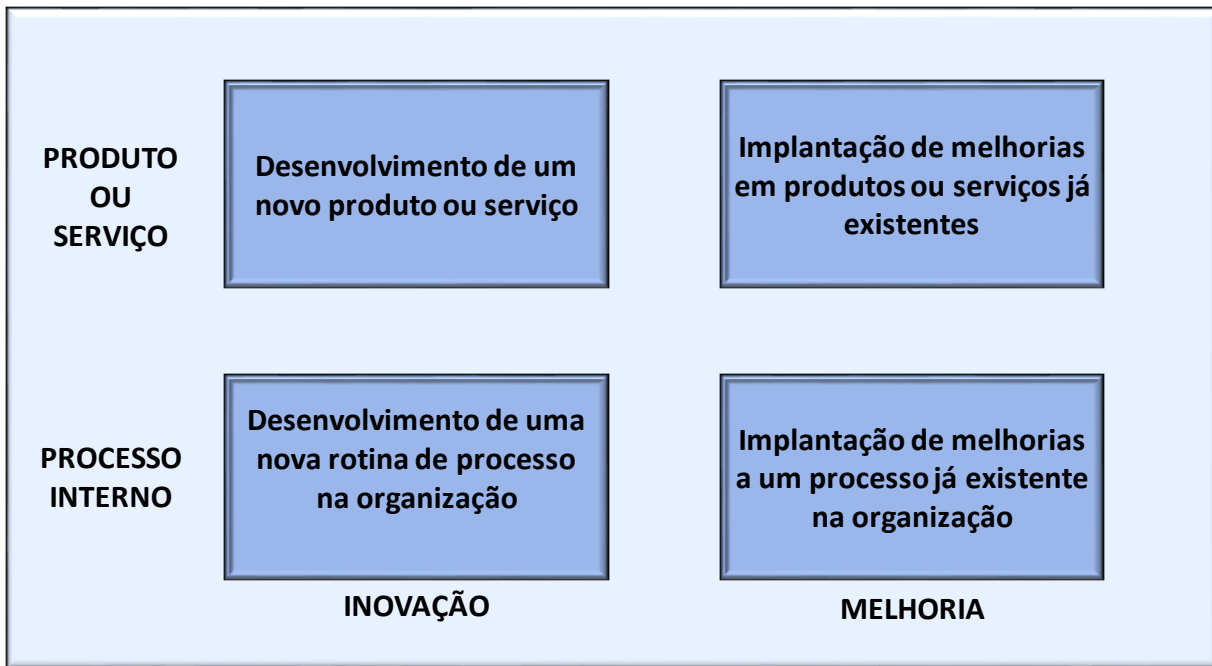 PRODUTO
OU
SERVIÇO
Desenvolvimento de um
novo produto ou serviço
Implantação de melhorias
em produtos ou serviços já
existentes
PROCESSO
INTERNO
Desenvolvimento de uma
nova rotina de processo
na organização
Implantação de melhorias
a um processo já existente
na organização
INOVAÇÃO
MELHORIA